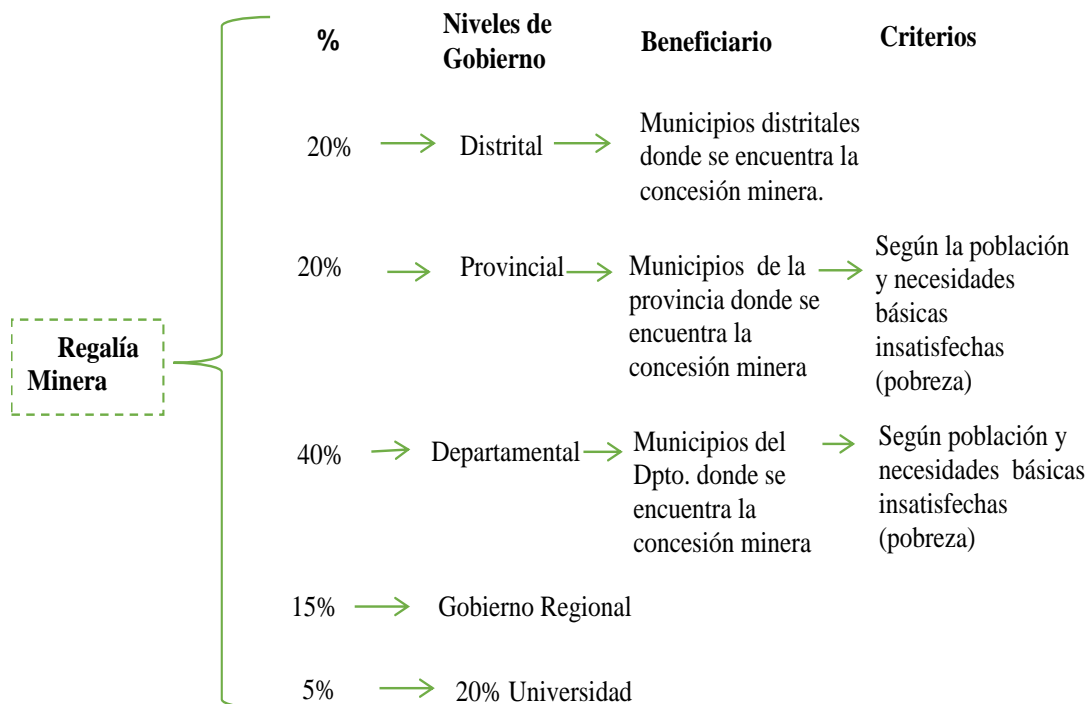 %
Niveles de
Gobierno
Beneficiario
Criterios
20%
Distrital
Municipios distritales
donde se encuentra la
concesión minera.
20%
Provincial
Municipios de la
provincia donde se
encuentra la
concesión minera
Según la población
y necesidades
básicas
insatisfechas
(pobreza)
Regalía
Minera
40%
Departamental
Municipios del
Dpto. donde se
encuentra la
concesión minera
Según población y
necesidades básicas
insatisfechas
(pobreza)
15%
Gobierno Regional
5%
20% Universidad